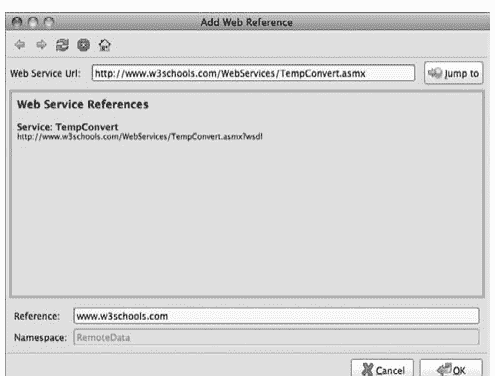 Add Web Reference
Web Service Url: http://www.w3schools.com/WebServices/TempConvert.asmx Jump to
Web Service References
Service: TempConvert
http://www.w3schools.com/WebServices/TempConvert.asmx?wsdl
Reference: www.w3schools.com
Namespace: RemoteData
Cancel OK